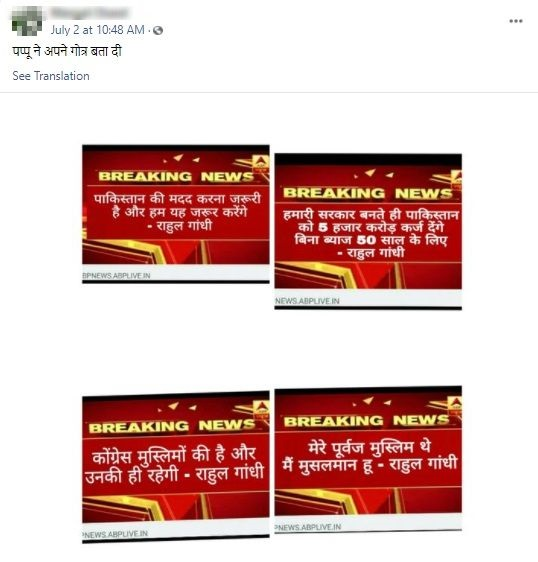 July 2 at 10:48 AM ·
पप्पू ने अपने गोत्र बता दी
See Translation
BREAKING NEWS
पाकिस्तान की मदद करना जरूरी
है और हम यह जरूर करेंगे
- राहुल गांधी
BPNEWS.ABPLIVE.IN
BREAKING NEWS
हमारी सरकार बनते ही पाकिस्तान
को 5 हजार करोड़ कर्ज देंगे
बिना ब्याज 50 साल के लिए
- राहुल गांधी
NEWS.ABPLIVE.IN
BREAKING NEWS
कोंग्रेस मुस्लिमों की है और
उनकी ही रहेगी - राहुल गांधी
PNEWS.ABPLIVE.IN
BREAKING NEWS
मेरे पूर्वज मुस्लिम थे
मैं मुसलमान हू - राहुल गांधी
PNEWS.ABPLIVE.IN